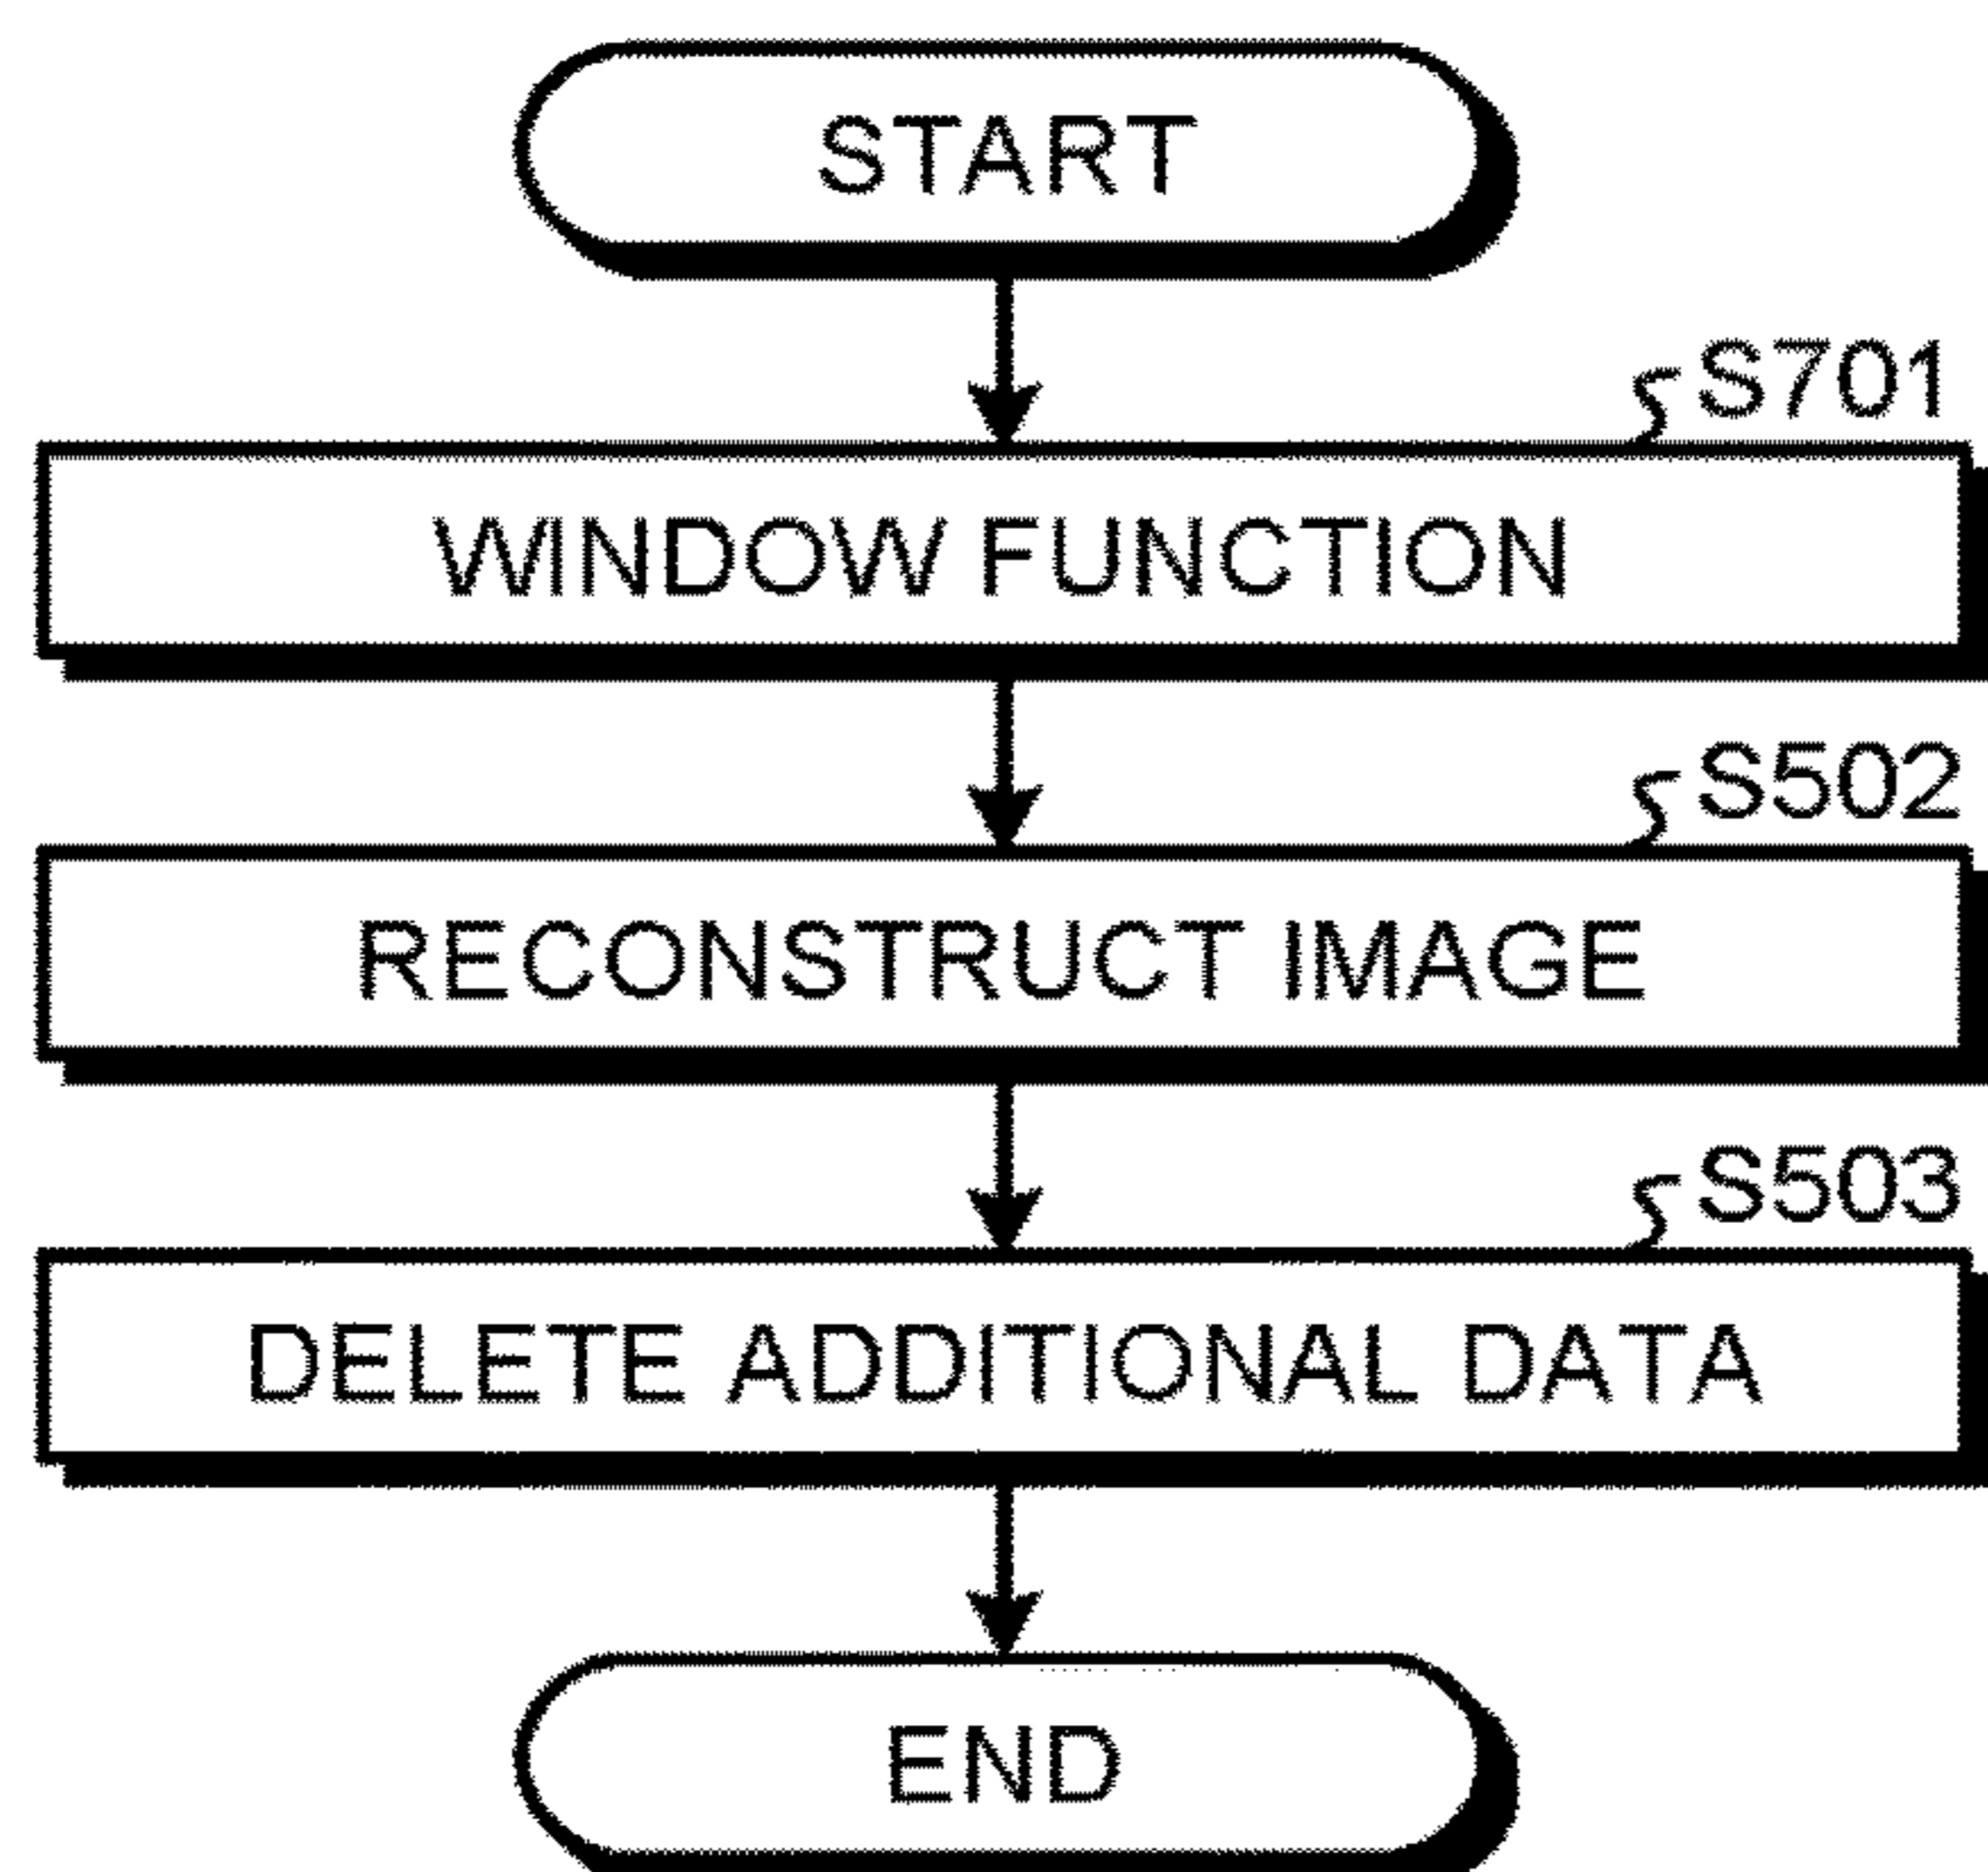 START
S701
WINDOW FUNCTION
S502
RECONSTRUCT IMAGE
S503
DELETE ADDITIONAL DATA
END